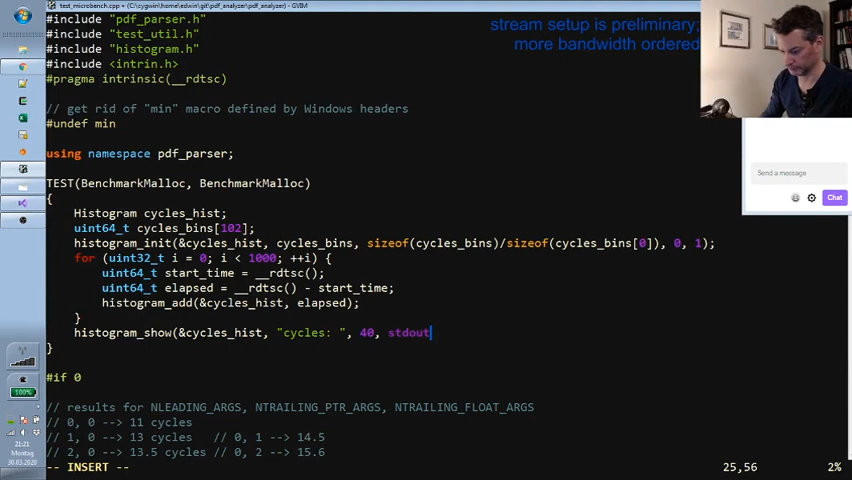 test_microbench.cpp + (C:\cygwin\home\edwin\git\pdf_analyzer\pdf_analyzer) - GVIM
#include "pdf_parser.h"
#include "test_util.h"
#include "histogram.h"
#include <intrin.h>
#pragma intrinsic(__rdtsc)
// get rid of "min" macro defined by Windows headers
#undef min
using namespace pdf_parser;
TEST(BenchmarkMalloc, BenchmarkMalloc)
{
Histogram cycles_hist;
uint64_t cycles_bins[102];
histogram_init(&cycles_hist, cycles_bins, sizeof(cycles_bins)/sizeof(cycles_bins[0]), 0, 1);
for (uint32_t i = 0; i < 1000; ++i) {
uint64_t start_time = __rdtsc();
uint64_t elapsed = __rdtsc() - start_time;
histogram_add(&cycles_hist, elapsed);
}
histogram_show(&cycles_hist, "cycles: ", 40, stdout
}
#if 0
// results for NLEADING_ARGS, NTRAILING_PTR_ARGS, NTRAILING_FLOAT_ARGS
// 0, 0 --> 11 cycles
// 1, 0 --> 13 cycles // 0, 1 --> 14.5
// 2, 0 --> 13.5 cycles // 0, 2 --> 15.6
-- INSERT --
25,56
2%
stream setup is preliminary;
more bandwidth ordered
Send a message
Chat
100%
21:21
Montag
30.03.2020